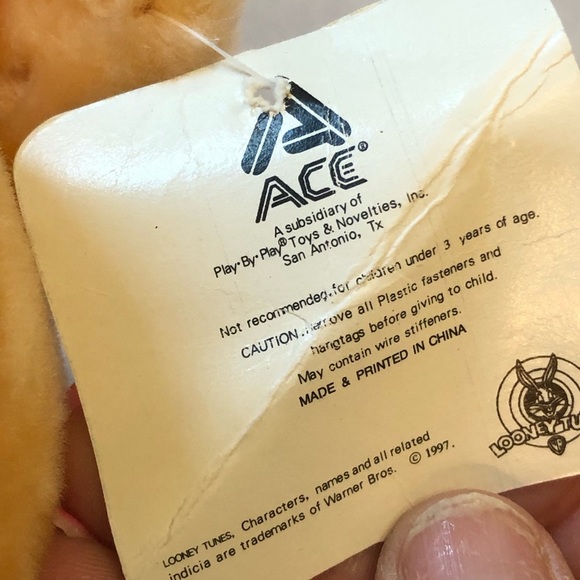 ACE®
A subsidiary of
Play·By·Play® Toys & Novelties, Inc.
San Antonio, Tx
Not recommended for children under 3 years of age.
CAUTION: Remove all Plastic fasteners and
hangtags before giving to child.
May contain wire stiffeners.
MADE & PRINTED IN CHINA
LOONEY TU
LOONEY TUNES, Characters, names and all related
indicia are trademarks of Warner Bros. © 1997.